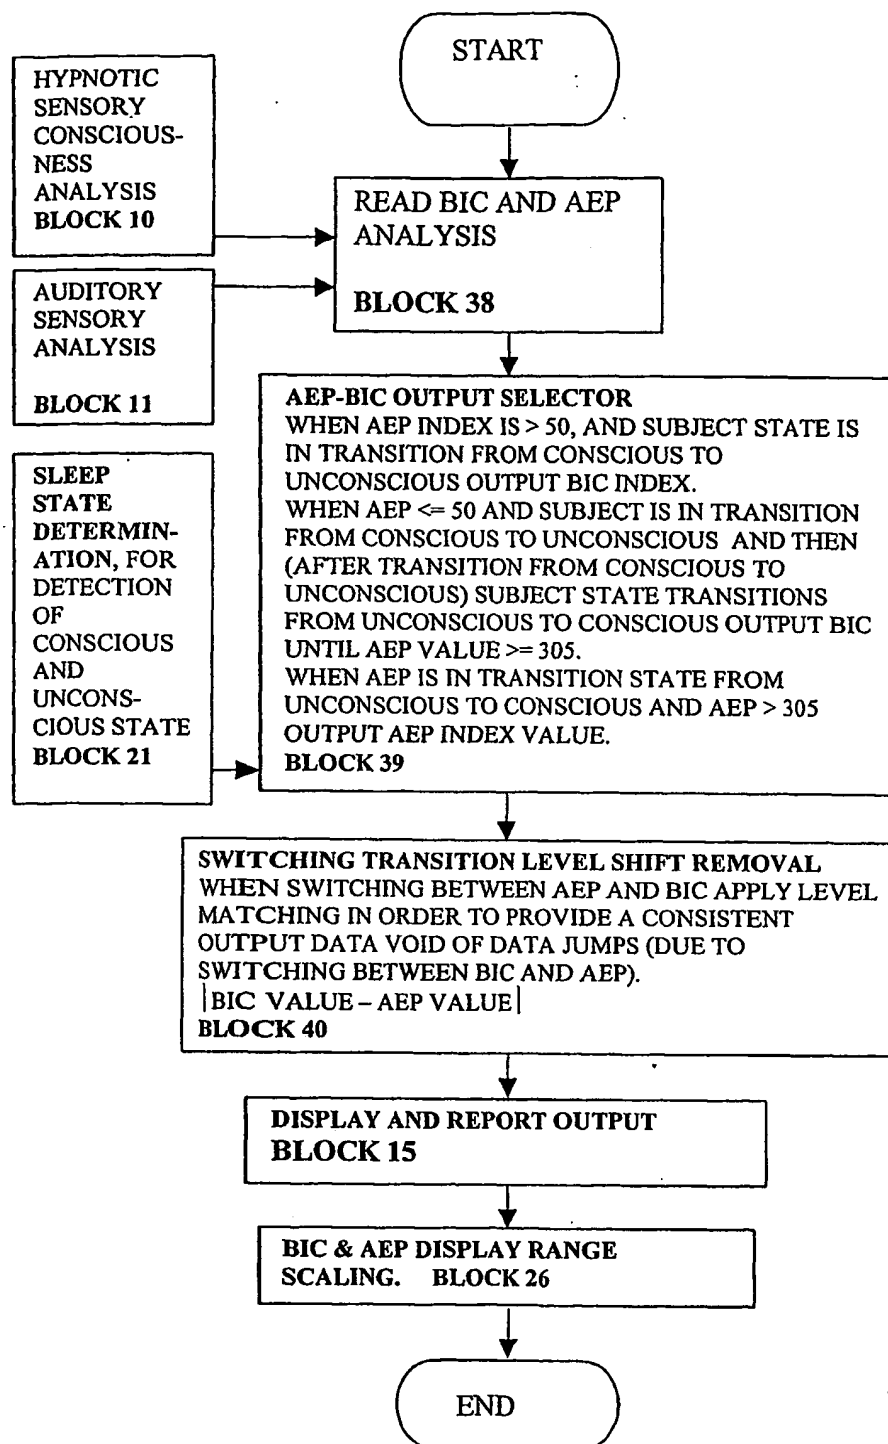 START
HYPNOTIC
SENSORY
CONSCIOUS-
NESS
ANALYSIS
BLOCK 10
READ BIC AND AEP
ANALYSIS
BLOCK 38
AUDITORY
SENSORY
ANALYSIS
BLOCK 11
AEP-BIC OUTPUT SELECTOR
WHEN AEP INDEX IS > 50, AND SUBJECT STATE IS
IN TRANSITION FROM CONSCIOUS TO
UNCONSCIOUS OUTPUT BIC INDEX.
WHEN AEP <= 50 AND SUBJECT IS IN TRANSITION
FROM CONSCIOUS TO UNCONSCIOUS AND THEN
(AFTER TRANSITION FROM CONSCIOUS TO
UNCONSCIOUS) SUBJECT STATE TRANSITIONS
FROM UNCONSCIOUS TO CONSCIOUS OUTPUT BIC
UNTIL AEP VALUE >= 305.
WHEN AEP IS IN TRANSITION STATE FROM
UNCONSCIOUS TO CONSCIOUS AND AEP > 305
OUTPUT AEP INDEX VALUE.
BLOCK 39
SLEEP
STATE
DETERMIN-
ATION, FOR
DETECTION
OF
CONSCIOUS
AND
UNCONS-
CIOUS STATE
BLOCK 21
SWITCHING TRANSITION LEVEL SHIFT REMOVAL
WHEN SWITCHING BETWEEN AEP AND BIC APPLY LEVEL
MATCHING IN ORDER TO PROVIDE A CONSISTENT
OUTPUT DATA VOID OF DATA JUMPS (DUE TO
SWITCHING BETWEEN BIC AND AEP).
|BIC VALUE – AEP VALUE|
BLOCK 40
DISPLAY AND REPORT OUTPUT
BLOCK 15
BIC & AEP DISPLAY RANGE
SCALING. BLOCK 26
END